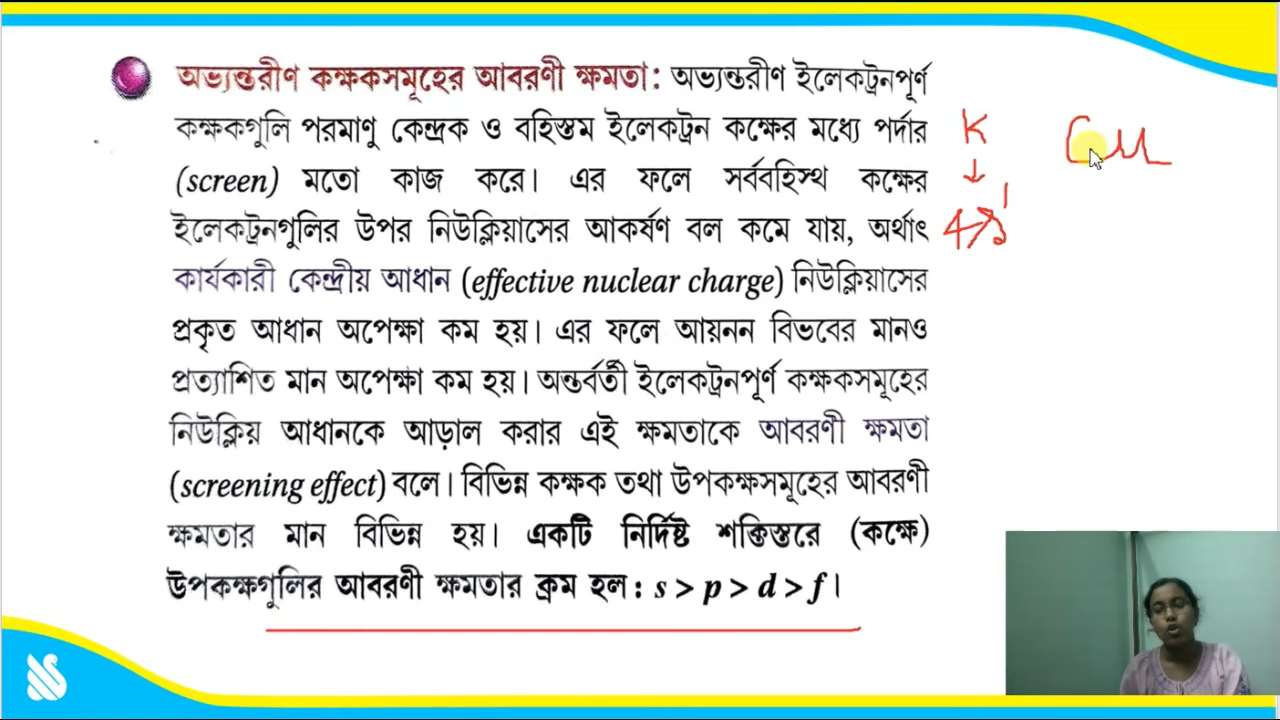 অভ্যন্তরীণ কক্ষকসমূহের আবরণী ক্ষমতা: অভ্যন্তরীণ ইলেকট্রনপূর্ণ
কক্ষকগুলি পরমাণু কেন্দ্রক ও বহিস্তম ইলেকট্রন কক্ষের মধ্যে পর্দার
(screen) মতো কাজ করে। এর ফলে সর্ববহিস্থ কক্ষের
ইলেকট্রনগুলির উপর নিউক্লিয়াসের আকর্ষণ বল কমে যায়, অর্থাৎ
কার্যকারী কেন্দ্রীয় আধান (effective nuclear charge) নিউক্লিয়াসের
প্রকৃত আধান অপেক্ষা কম হয়। এর ফলে আয়নন বিভবের মানও
প্রত্যাশিত মান অপেক্ষা কম হয়। অন্তর্বর্তী ইলেকট্রনপূর্ণ কক্ষকসমূহের
নিউক্লিয় আধানকে আড়াল করার এই ক্ষমতাকে আবরণী ক্ষমতা
(screening effect) বলে। বিভিন্ন কক্ষক তথা উপকক্ষসমূহের আবরণী
ক্ষমতার মান বিভিন্ন হয়। একটি নির্দিষ্ট শক্তিস্তরে (কক্ষে)
উপকক্ষগুলির আবরণী ক্ষমতার ক্রম হল: s > p > d > f।
K
↓
4s¹
Cu